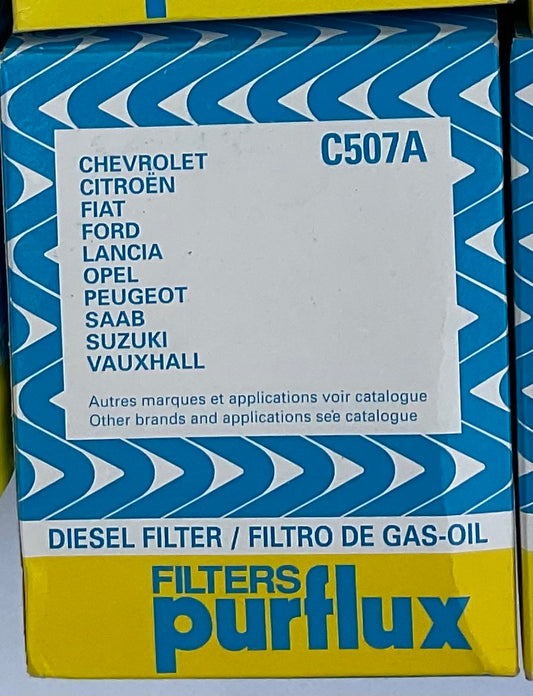 C507A
CHEVROLET
CITROËN
FIAT
FORD
LANCIA
OPEL
PEUGEOT
SAAB
SUZUKI
VAUXHALL
Autres marques et applications voir catalogue
Other brands and applications see catalogue
DIESEL FILTER / FILTRO DE GAS-OIL
FILTERS
purflux